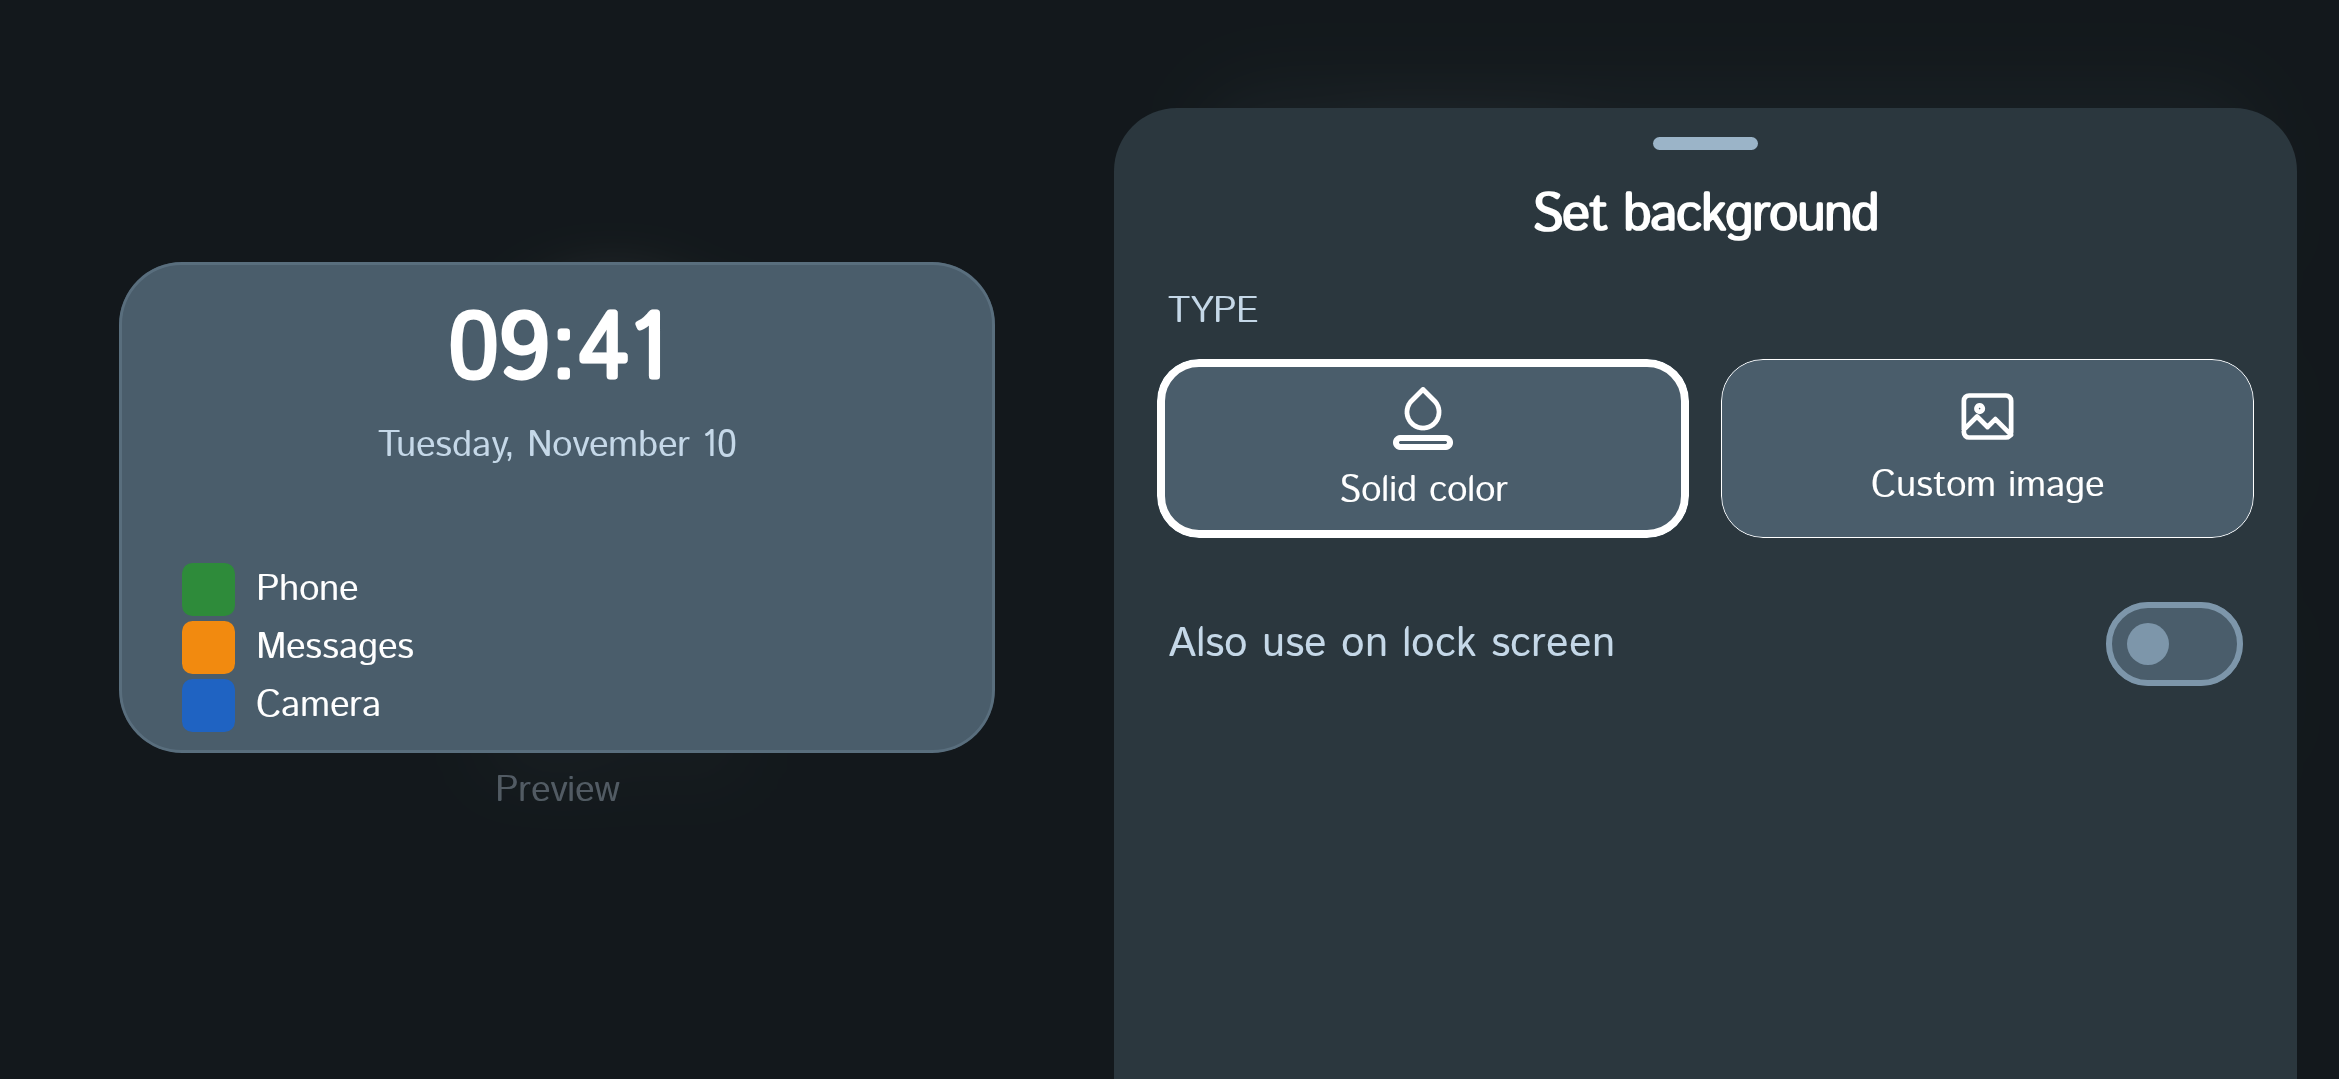 09:41
Tuesday, November 10
Phone
Messages
Camera
Preview
Set background
TYPE
Solid color
Custom image
Also use on lock screen